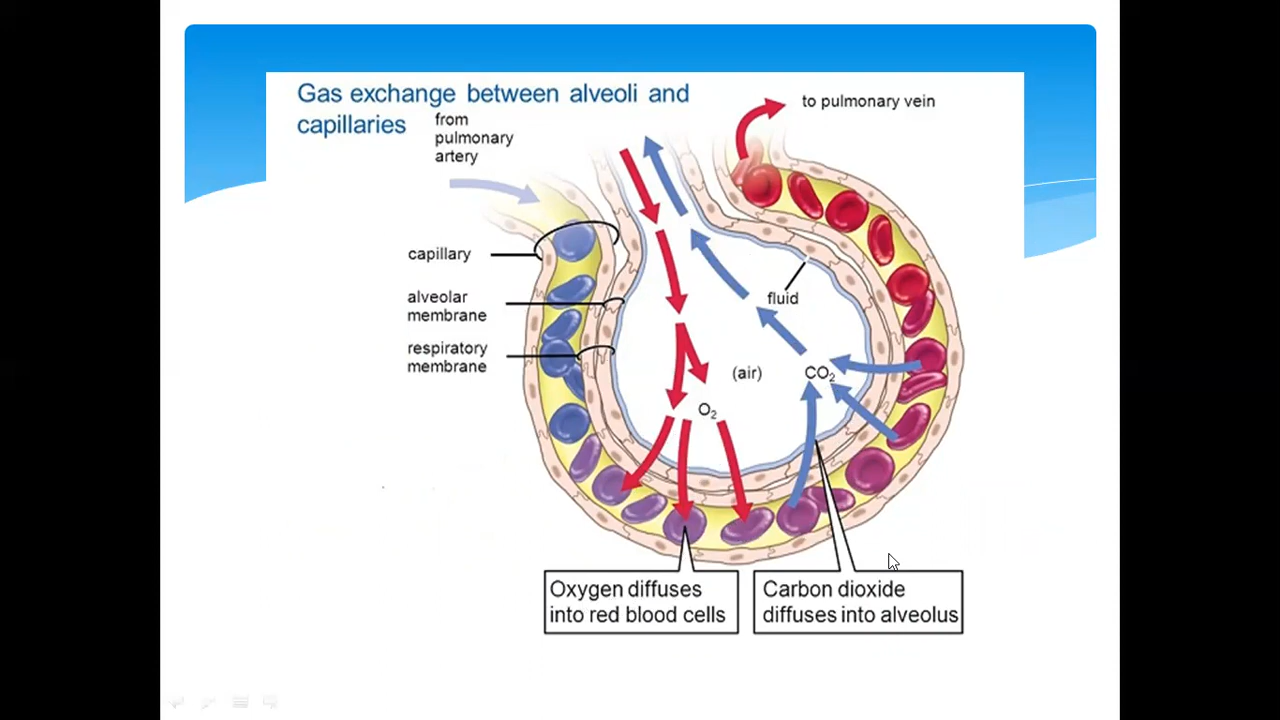 Gas exchange between alveoli and
capillaries
from
pulmonary
artery
to pulmonary vein
capillary
alveolar
membrane
respiratory
membrane
fluid
(air)
CO₂
O₂
Oxygen diffuses
into red blood cells
Carbon dioxide
diffuses into alveolus